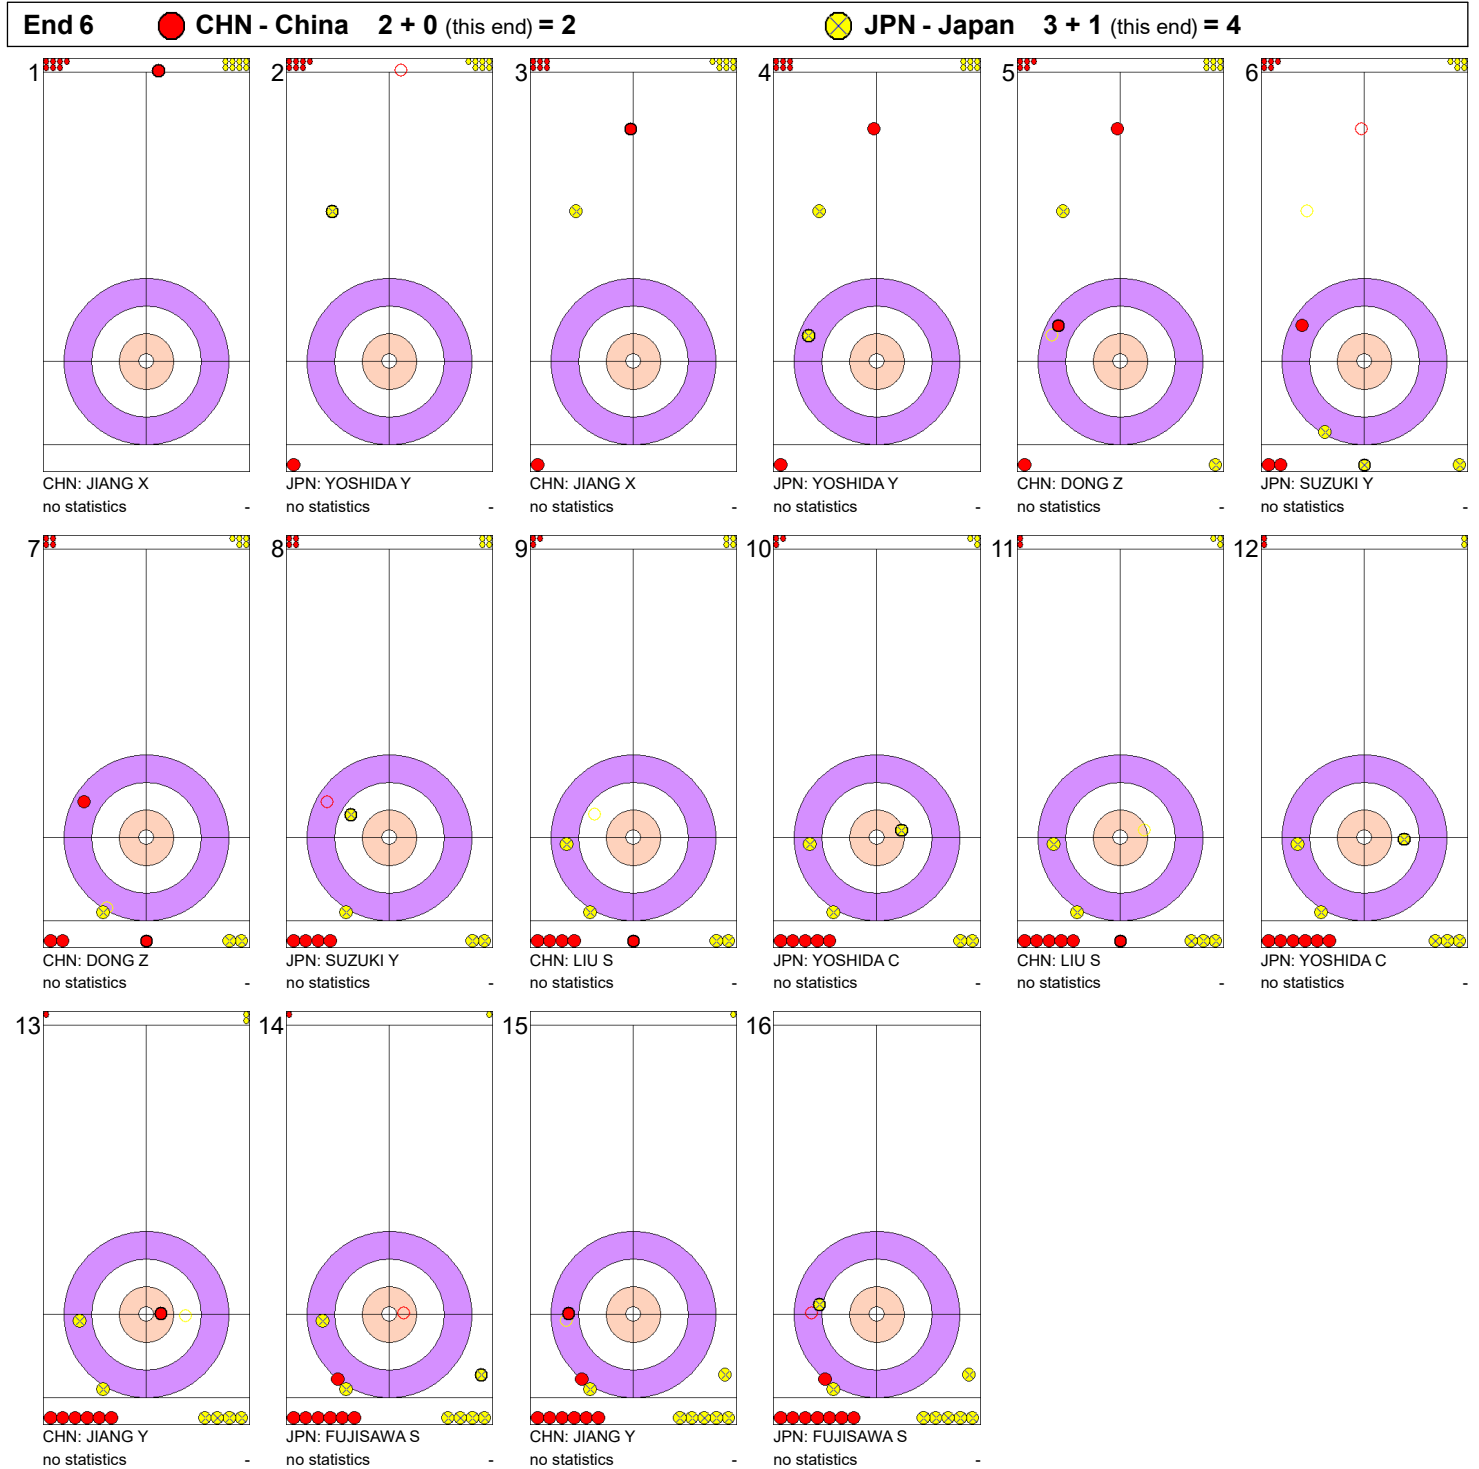 End 6 CHN - China 2 + 0 (this end) = 2 JPN - Japan 3 + 1 (this end) = 4
1 2 3 4 5 6
CHN: JIANG X JPN: YOSHIDA Y CHN: JIANG X JPN: YOSHIDA Y CHN: DONG Z JPN: SUZUKI Y
no statistics - no statistics - no statistics - no statistics - no statistics - no statistics -
7 8 9 10 11 12
CHN: DONG Z JPN: SUZUKI Y CHN: LIU S JPN: YOSHIDA C CHN: LIU S JPN: YOSHIDA C
no statistics - no statistics - no statistics - no statistics - no statistics - no statistics -
13 14 15 16
CHN: JIANG Y JPN: FUJISAWA S CHN: JIANG Y JPN: FUJISAWA S
no statistics - no statistics - no statistics - no statistics -